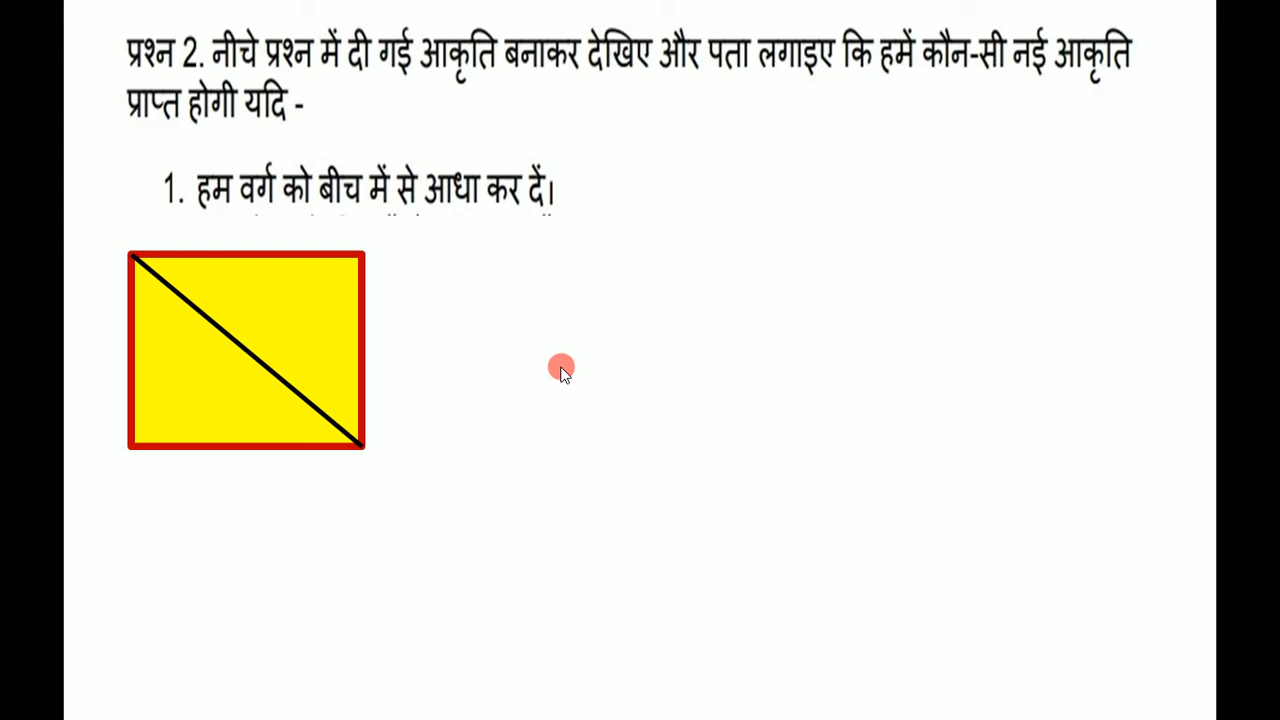 प्रश्न 2. नीचे प्रश्न में दी गई आकृति बनाकर देखिए और पता लगाइए कि हमें कौन-सी नई आकृति
प्राप्त होगी यदि -
1. हम वर्ग को बीच में से आधा कर दें।